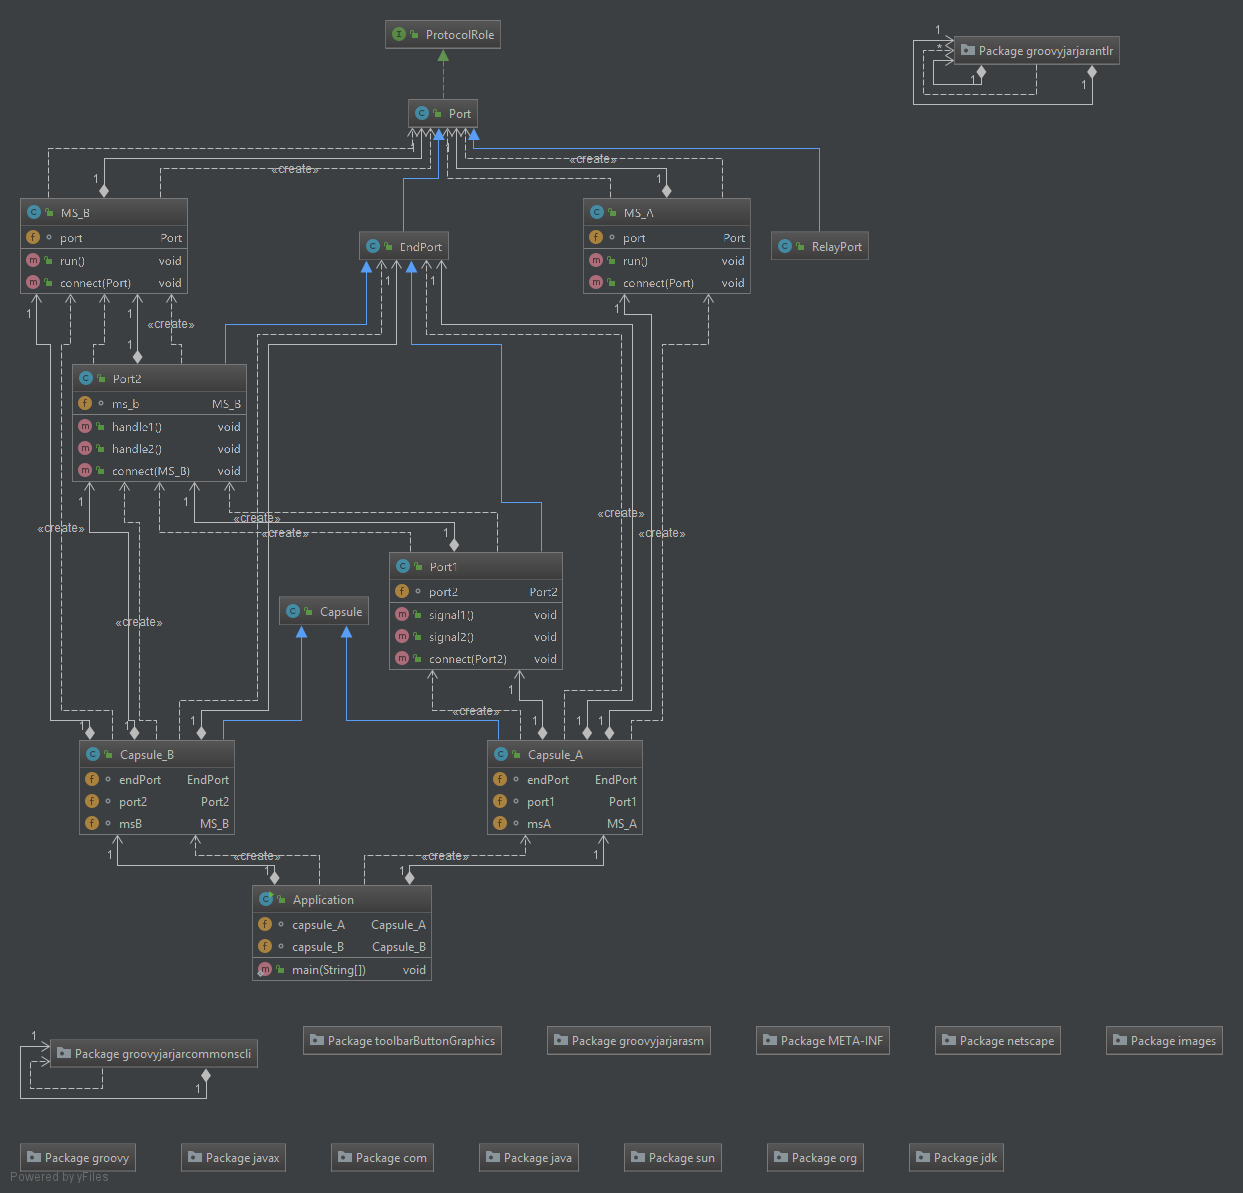 ProtocolRole
1
*
Package groovyjarjarantlr
1
1
Port
1
«create»
«create»
1
1
MS_B
port Port
run() void
connect(Port) void
EndPort
MS_A
port Port
run() void
connect(Port) void
RelayPort
1
1
1
1
1
«create»
1
Port2
ms_b MS_B
handle1() void
handle2() void
connect(MS_B) void
1
1
«create»
«create»
«create»
1
«create»
«create»
Port1
port2 Port2
signal1() void
signal2() void
connect(Port2) void
Capsule
«create»
1
«create»
1
1
1
1
1
1
Capsule_B
endPort EndPort
port2 Port2
msB MS_B
Capsule_A
endPort EndPort
port1 Port1
msA MS_A
1
«create»
1
«create»
1
1
Application
capsule_A Capsule_A
capsule_B Capsule_B
main(String[]) void
1
Package groovyjarjarcommonscli
1
Package toolbarButtonGraphics
Package groovyjarjarasm
Package META-INF
Package netscape
Package images
Package groovy
Package javax
Package com
Package java
Package sun
Package org
Package jdk
Powered by yFiles